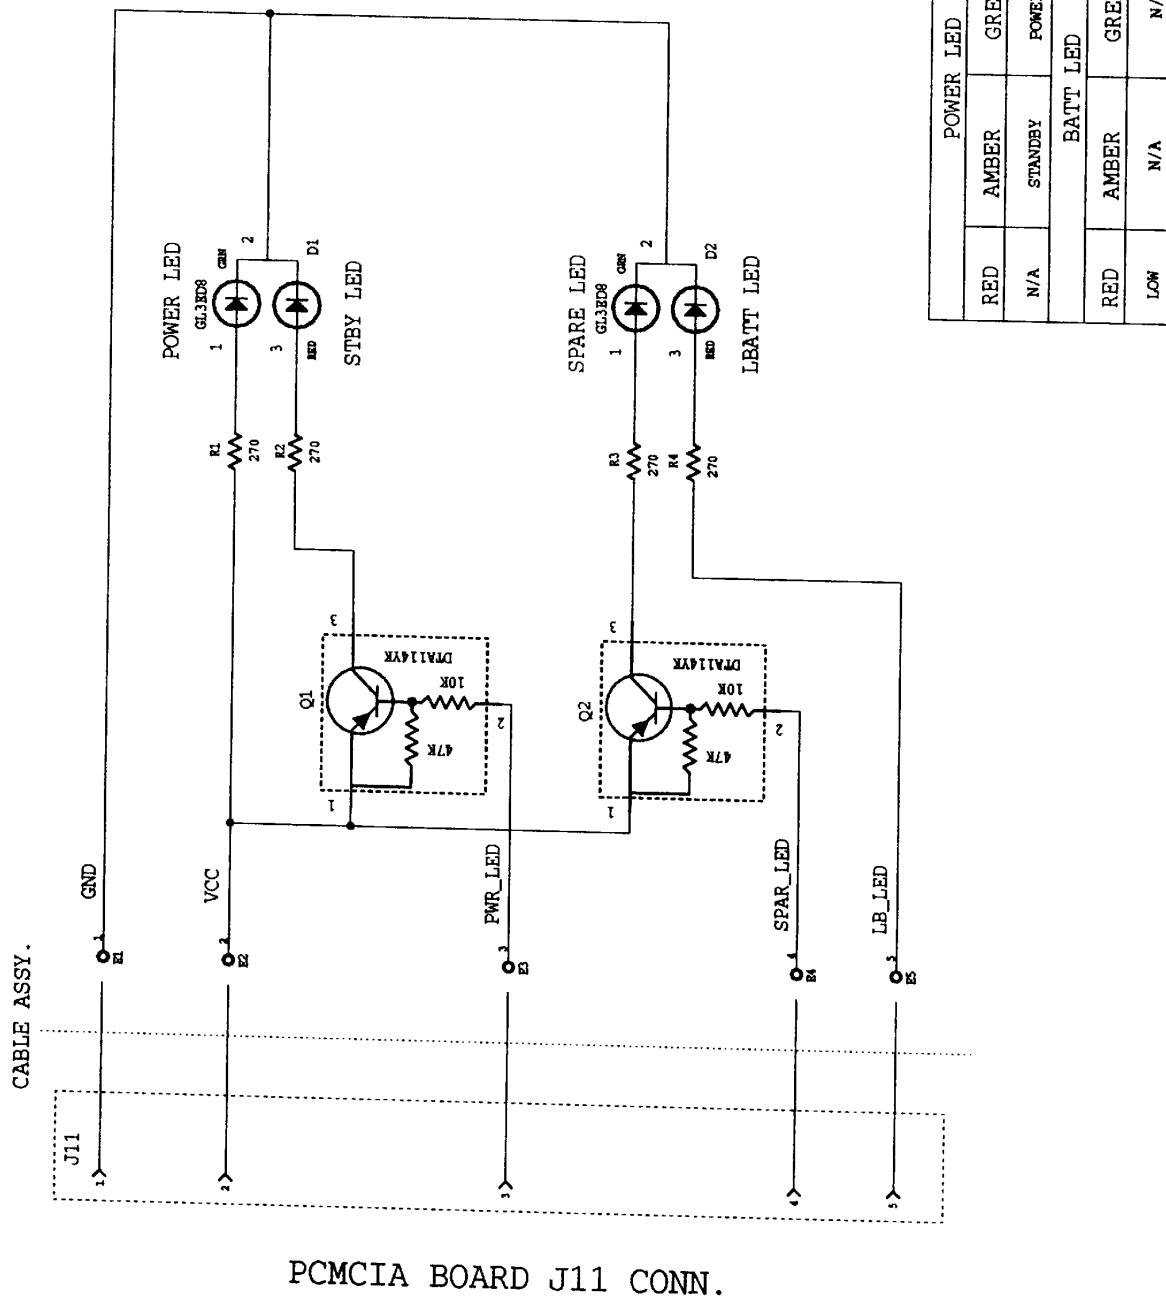 POWER LED
RED
AMBER
N/A
STANDBY
BATT LED
RED
AMBER
LOW
N/A
POWER LED
GRN
2
D1
GL3ED8
1
3
RED
STBY LED
SPARE LED
GRN
2
D2
GL3ED8
1
3
RED
LBATT LED
R1
270
R2
270
R3
270
R4
270
3
DTA114YK
10K
Q1
47K
2
1
3
DTA114YK
10K
Q2
47K
2
1
GND
VCC
PWR_LED
SPAR_LED
LB_LED
1
E1
2
E2
3
E3
4
E4
5
E5
CABLE ASSY.
J11
1
2
3
4
5
PCMCIA BOARD J11 CONN.